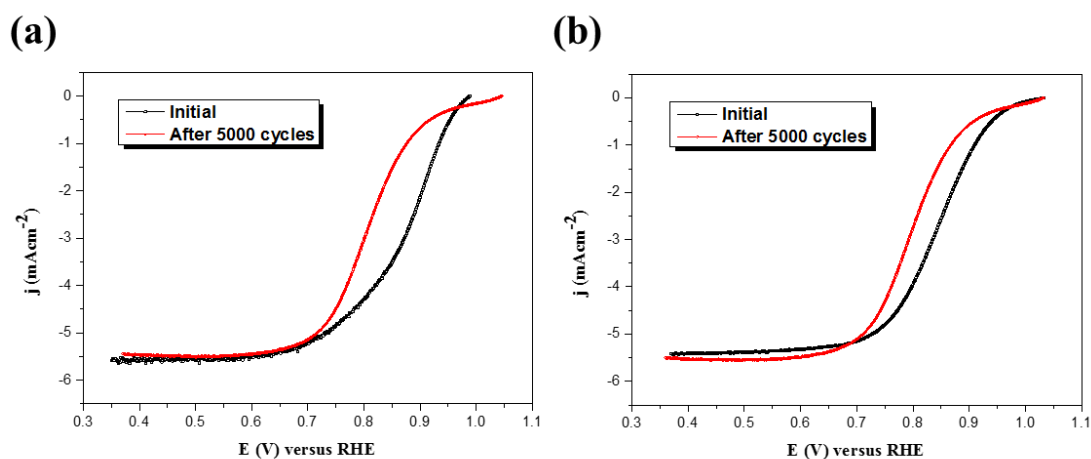 (a)
Initial
After 5000 cycles
0
-1
-2
-3
-4
-5
-6
j (mAcm-2)
0.3 0.4 0.5 0.6 0.7 0.8 0.9 1.0 1.1
E (V) versus RHE
(b)
Initial
After 5000 cycles
0
-1
-2
-3
-4
-5
-6
j (mAcm-2)
0.3 0.4 0.5 0.6 0.7 0.8 0.9 1.0 1.1
E (V) versus RHE